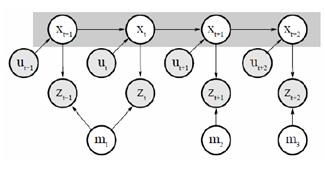 x_{t+1} x_t x_{t+1} x_{t+2}
u_{t-1} u_t u_{t+1} u_{t+2}
z_{t-1} z_t z_{t+1} z_{t+2}
m_1 m_2 m_3